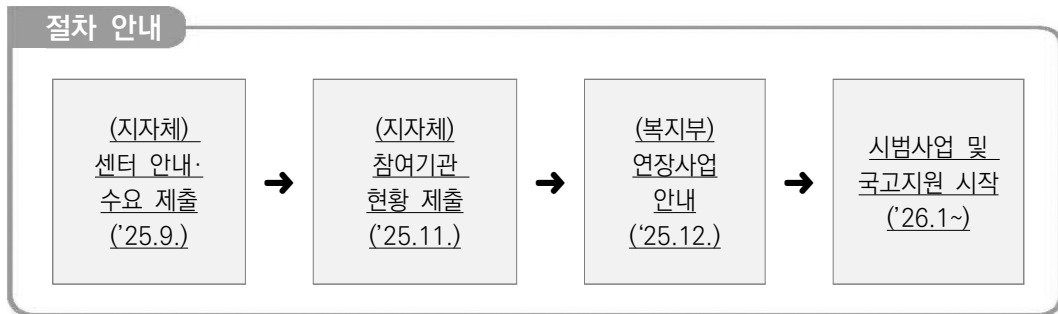 절차 안내
(지자체)
센터 안내·
수요 제출
('25.9.)
➜
(지자체)
참여기관
현황 제출
('25.11.)
➜
(복지부)
연장사업
안내
(‘25.12.)
➜
시범사업 및
국고지원 시작
('26.1~)